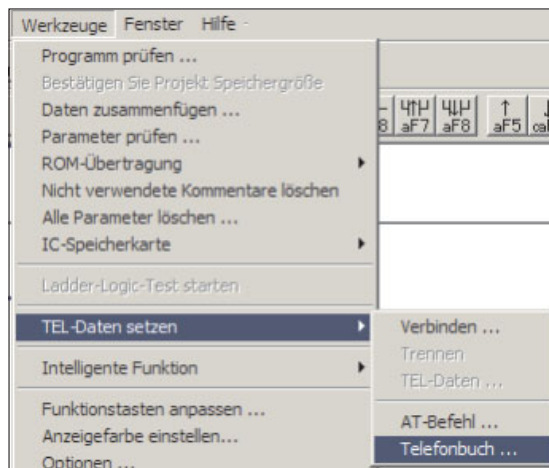 Werkzeuge Fenster Hilfe
Programm prüfen ...
Bestätigen Sie Projekt Speichergröße
Daten zusammenfügen ...
Parameter prüfen ...
ROM-Übertragung
Nicht verwendete Kommentare löschen
Alle Parameter löschen ...
IC-Speicherkarte
Ladder-Logic-Test starten
TEL-Daten setzen
Intelligente Funktion
Funktionstasten anpassen ...
Anzeigefarbe einstellen...
Optionen ...
aF7 aF8 aF5
Verbinden ...
Trennen
TEL-Daten ...
AT-Befehl ...
Telefonbuch ...